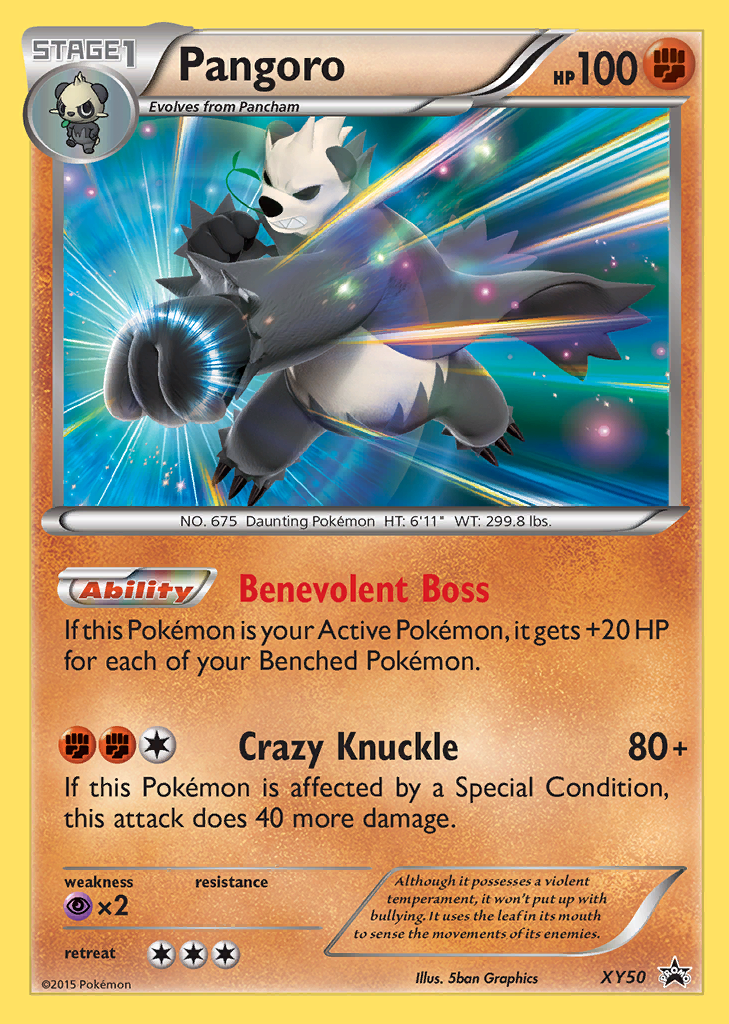 STAGE1
Pangoro
HP100
Evolves from Pancham
NO. 675 Daunting Pokémon HT: 6'11" WT: 299.8 lbs.
Ability Benevolent Boss
If this Pokémon is your Active Pokémon, it gets +20 HP
for each of your Benched Pokémon.
Crazy Knuckle 80+
If this Pokémon is affected by a Special Condition,
this attack does 40 more damage.
weakness resistance
×2
retreat
Although it possesses a violent
temperament, it won't put up with
bullying. It uses the leaf in its mouth
to sense the movements of its enemies.
©2015 Pokémon Illus. 5ban Graphics XY50 PROMO